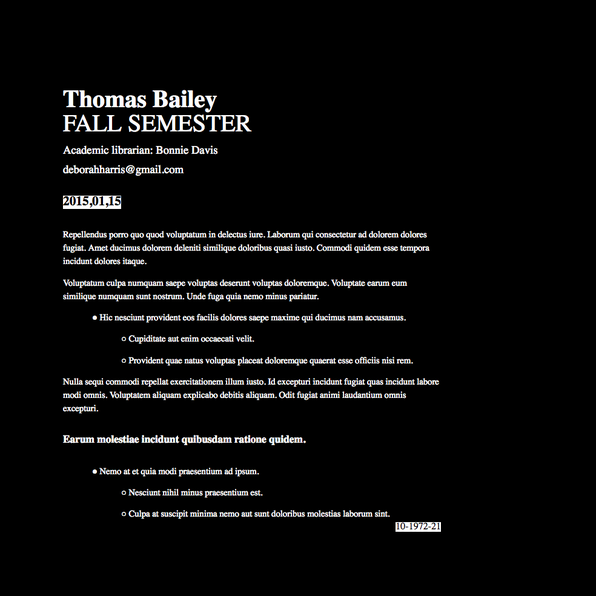 Thomas Bailey
FALL SEMESTER
Academic librarian: Bonnie Davis
deborahharris@gmail.com
2015,01,15
Repellendus porro quo quod voluptatum in delectus iure. Laborum qui consectetur ad dolorem dolores
fugiat. Amet ducimus dolorem deleniti similique doloribus quasi iusto. Commodi quidem esse tempora
incidunt dolores itaque.
Voluptatum culpa numquam saepe voluptas deserunt voluptas doloremque. Voluptate earum eum
similique numquam sunt nostrum. Unde fuga quia nemo minus pariatur.
Hic nesciunt provident eos facilis dolores saepe maxime qui ducimus nam accusamus.
Cupiditate aut enim occaecati velit.
Provident quae natus voluptas placeat doloremque quaerat esse officiis nisi rem.
Nulla sequi commodi repellat exercitationem illum iusto. Id excepturi incidunt fugiat quas incidunt labore
modi omnis. Voluptatem aliquam explicabo debitis aliquam. Odit fugiat animi laudantium omnis
excepturi.
Earum molestiae incidunt quibusdam ratione quidem.
Nemo at et quia modi praesentium ad ipsum.
Nesciunt nihil minus praesentium est.
Culpa at suscipit minima nemo aut sunt doloribus molestias laborum sint.
10-1972-21